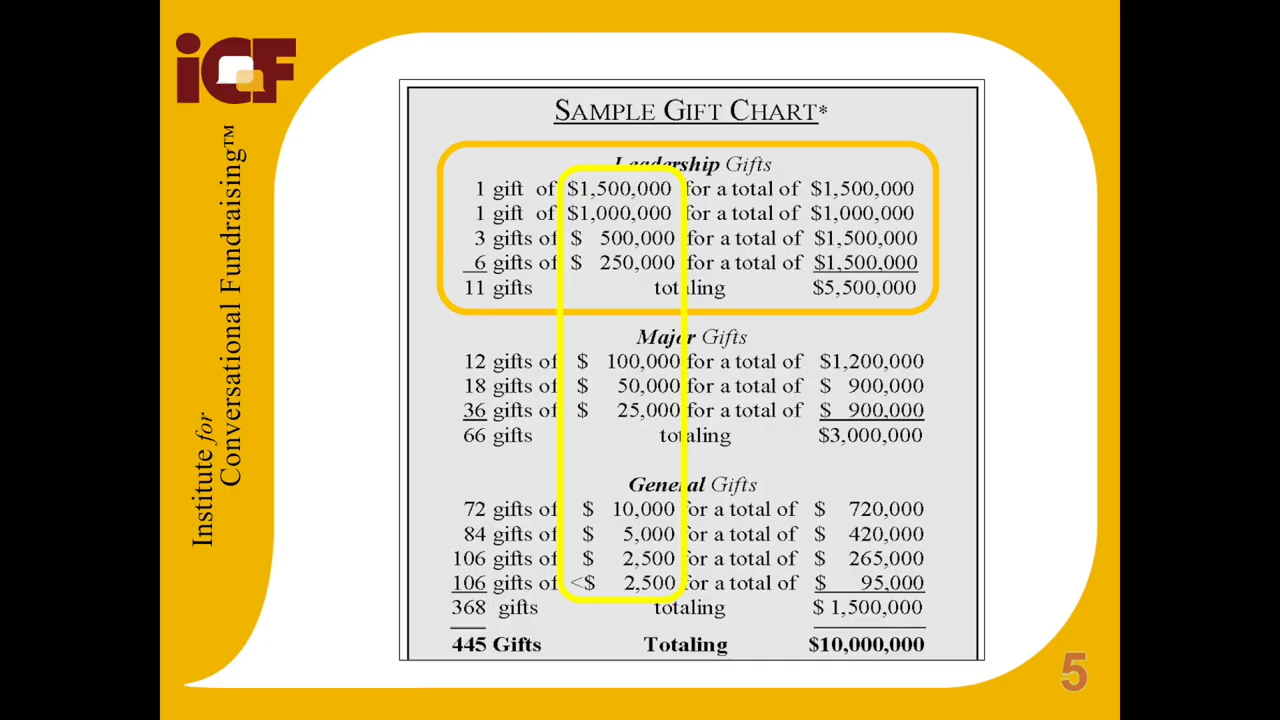 iCF
Institute for
Conversational Fundraising™
SAMPLE GIFT CHART*
Leadership Gifts
1 gift of $1,500,000 for a total of $1,500,000
1 gift of $1,000,000 for a total of $1,000,000
3 gifts of $ 500,000 for a total of $1,500,000
6 gifts of $ 250,000 for a total of $1,500,000
11 gifts totaling $5,500,000
Major Gifts
12 gifts of $ 100,000 for a total of $1,200,000
18 gifts of $ 50,000 for a total of $ 900,000
36 gifts of $ 25,000 for a total of $ 900,000
66 gifts totaling $3,000,000
General Gifts
72 gifts of $ 10,000 for a total of $ 720,000
84 gifts of $ 5,000 for a total of $ 420,000
106 gifts of $ 2,500 for a total of $ 265,000
106 gifts of <$ 2,500 for a total of $ 95,000
368 gifts totaling $ 1,500,000
445 Gifts Totaling $10,000,000
5